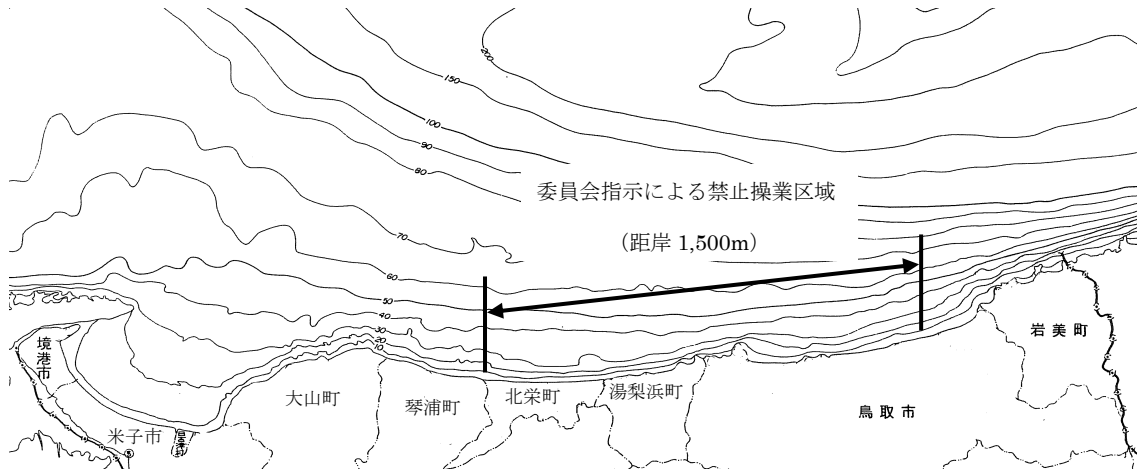 200
150
100
90
80
委員会指示による禁止操業区域
(距岸 1,500m)
70
60
50
40
30
20
10
境港市
岩美町
大山町
琴浦町
北栄町
湯梨浜町
鳥取市
米子市